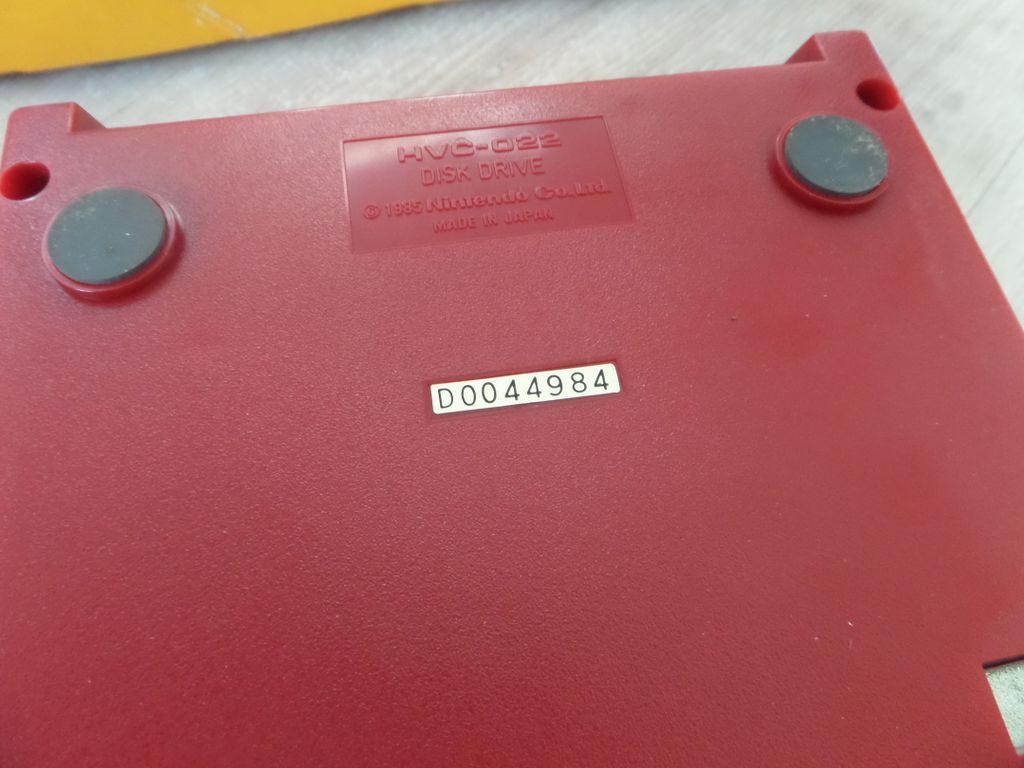 HVC-022
DISK DRIVE
© 1985 Nintendo Co.,Ltd.
MADE IN JAPAN
D0044984